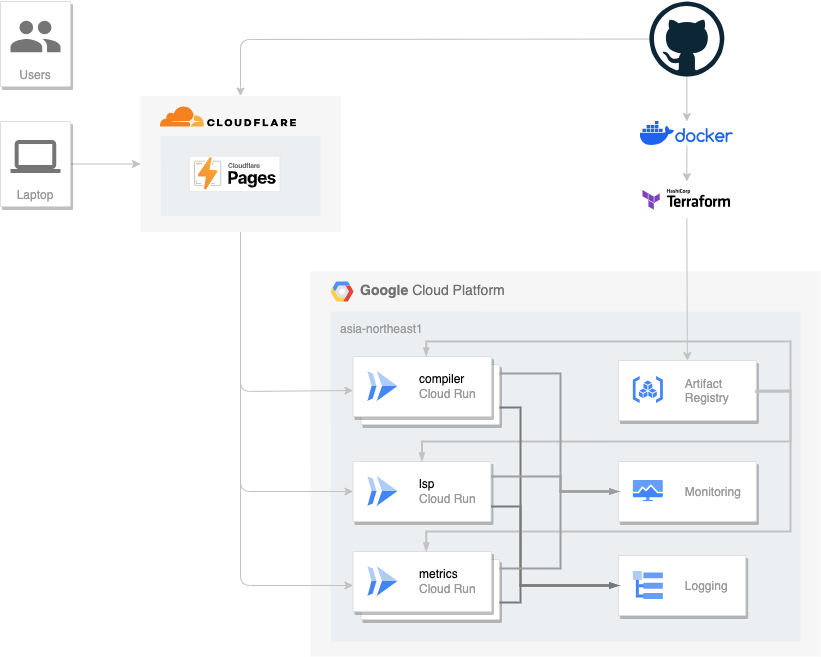 Users
CLOUDFLARE
Cloudflare
Pages
Laptop
docker
HashiCorp
Terraform
Google Cloud Platform
asia-northeast1
compiler
Cloud Run
Artifact
Registry
lsp
Cloud Run
Monitoring
metrics
Cloud Run
Logging